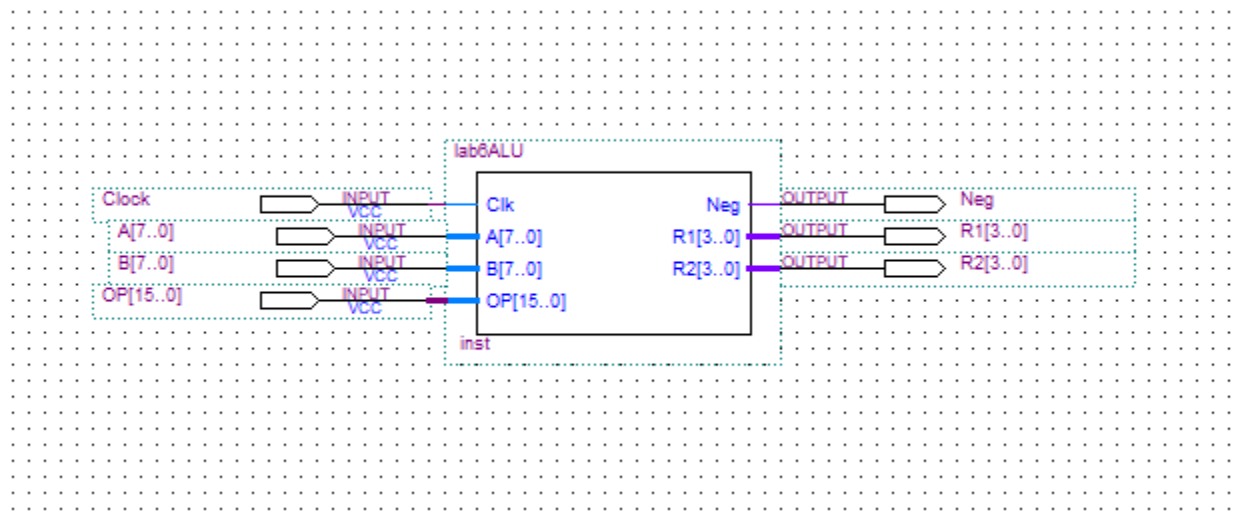 lab6ALU
Clock INPUT VCC Clk Neg OUTPUT Neg
A[7..0] INPUT VCC A[7..0] R1[3..0] OUTPUT R1[3..0]
B[7..0] INPUT VCC B[7..0] R2[3..0] OUTPUT R2[3..0]
OP[15..0] INPUT VCC OP[15..0]
inst